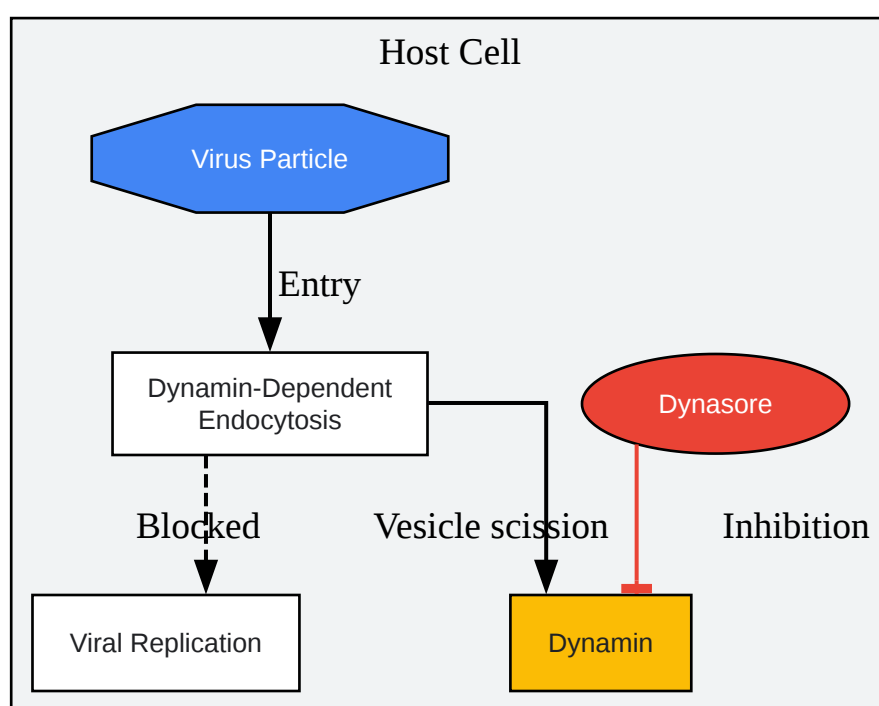 Host Cell
Virus Particle
Entry
Dynamin-Dependent
Endocytosis
Dynasore
Blocked
Vesicle scission
Inhibition
Viral Replication
Dynamin